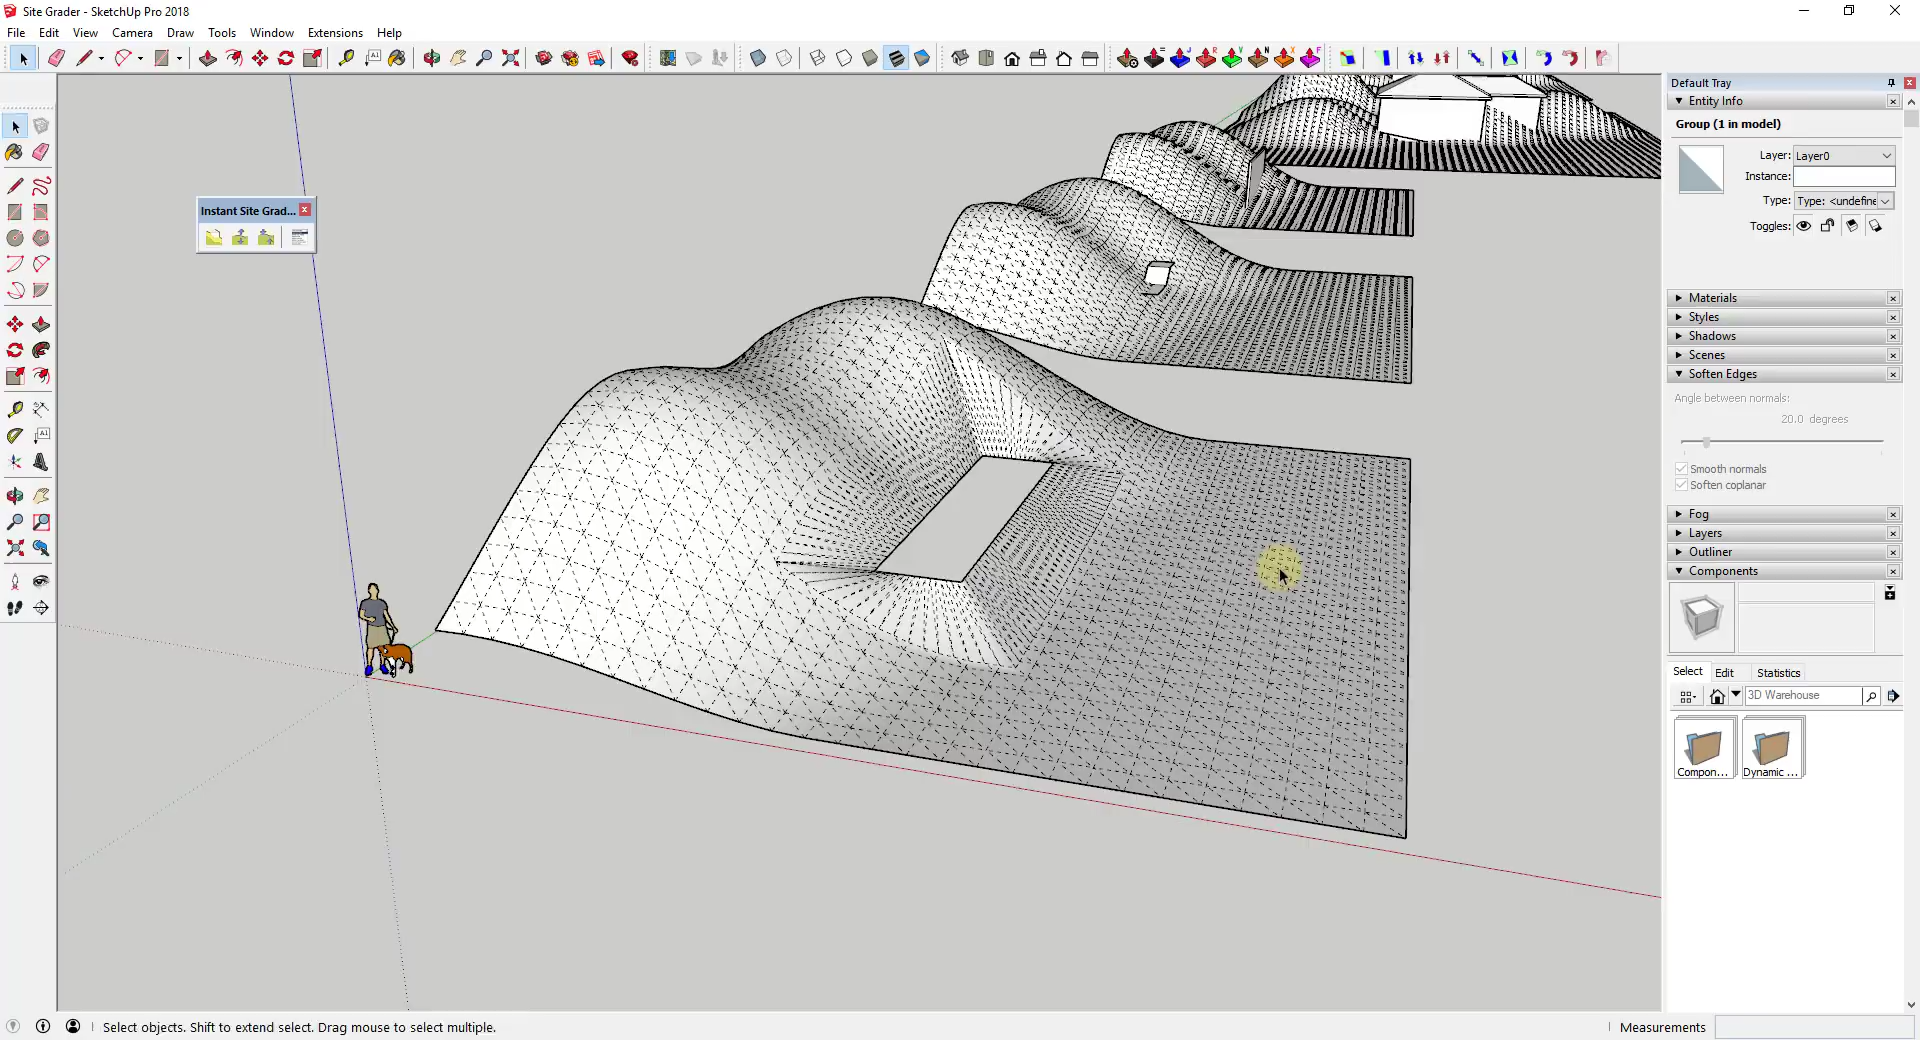 Site Grader - SketchUp Pro 2018
File Edit View Camera Draw Tools Window Extensions Help
A1
= J R V N X F
Instant Site Grad...
A1
Default Tray
Entity Info
Group (1 in model)
Layer: Layer0
Instance:
Type: Type: <undefine
Toggles:
Materials
Styles
Shadows
Scenes
Soften Edges
Angle between normals:
20.0 degrees
Smooth normals
Soften coplanar
Fog
Layers
Outliner
Components
Select Edit Statistics
3D Warehouse
Compon... Dynamic ...
Select objects. Shift to extend select. Drag mouse to select multiple.
Measurements